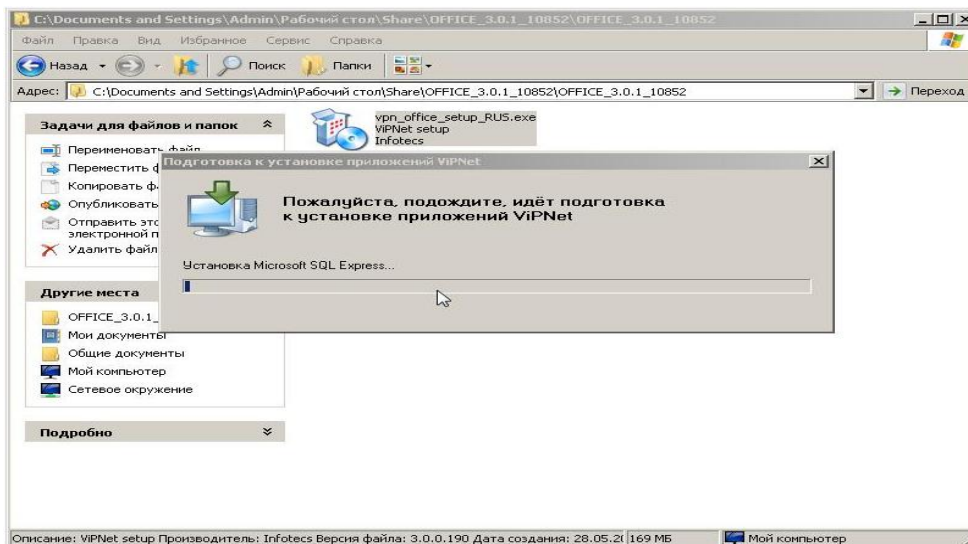 C:\Documents and Settings\Admin\Рабочий стол\Share\OFFICE_3.0.1_10852\OFFICE_3.0.1_10852
Файл Правка Вид Избранное Сервис Справка
Назад Поиск Папки
Адрес: C:\Documents and Settings\Admin\Рабочий стол\Share\OFFICE_3.0.1_10852\OFFICE_3.0.1_10852 Переход
Задачи для файлов и папок
Переименовать файл
Переместить ф
Копировать ф
Опубликовать
Отправить это
электронной п
Удалить файл
Другие места
OFFICE_3.0.1_
Мои документы
Общие документы
Мой компьютер
Сетевое окружение
Подробно
vpn_office_setup_RUS.exe
ViPNet setup
Infotecs
Подготовка к установке приложений ViPNet
Пожалуйста, подождите, идёт подготовка
к установке приложений ViPNet
Установка Microsoft SQL Express...
Описание: ViPNet setup Производитель: Infotecs Версия файла: 3.0.0.190 Дата создания: 28.05.2 169 МБ Мой компьютер